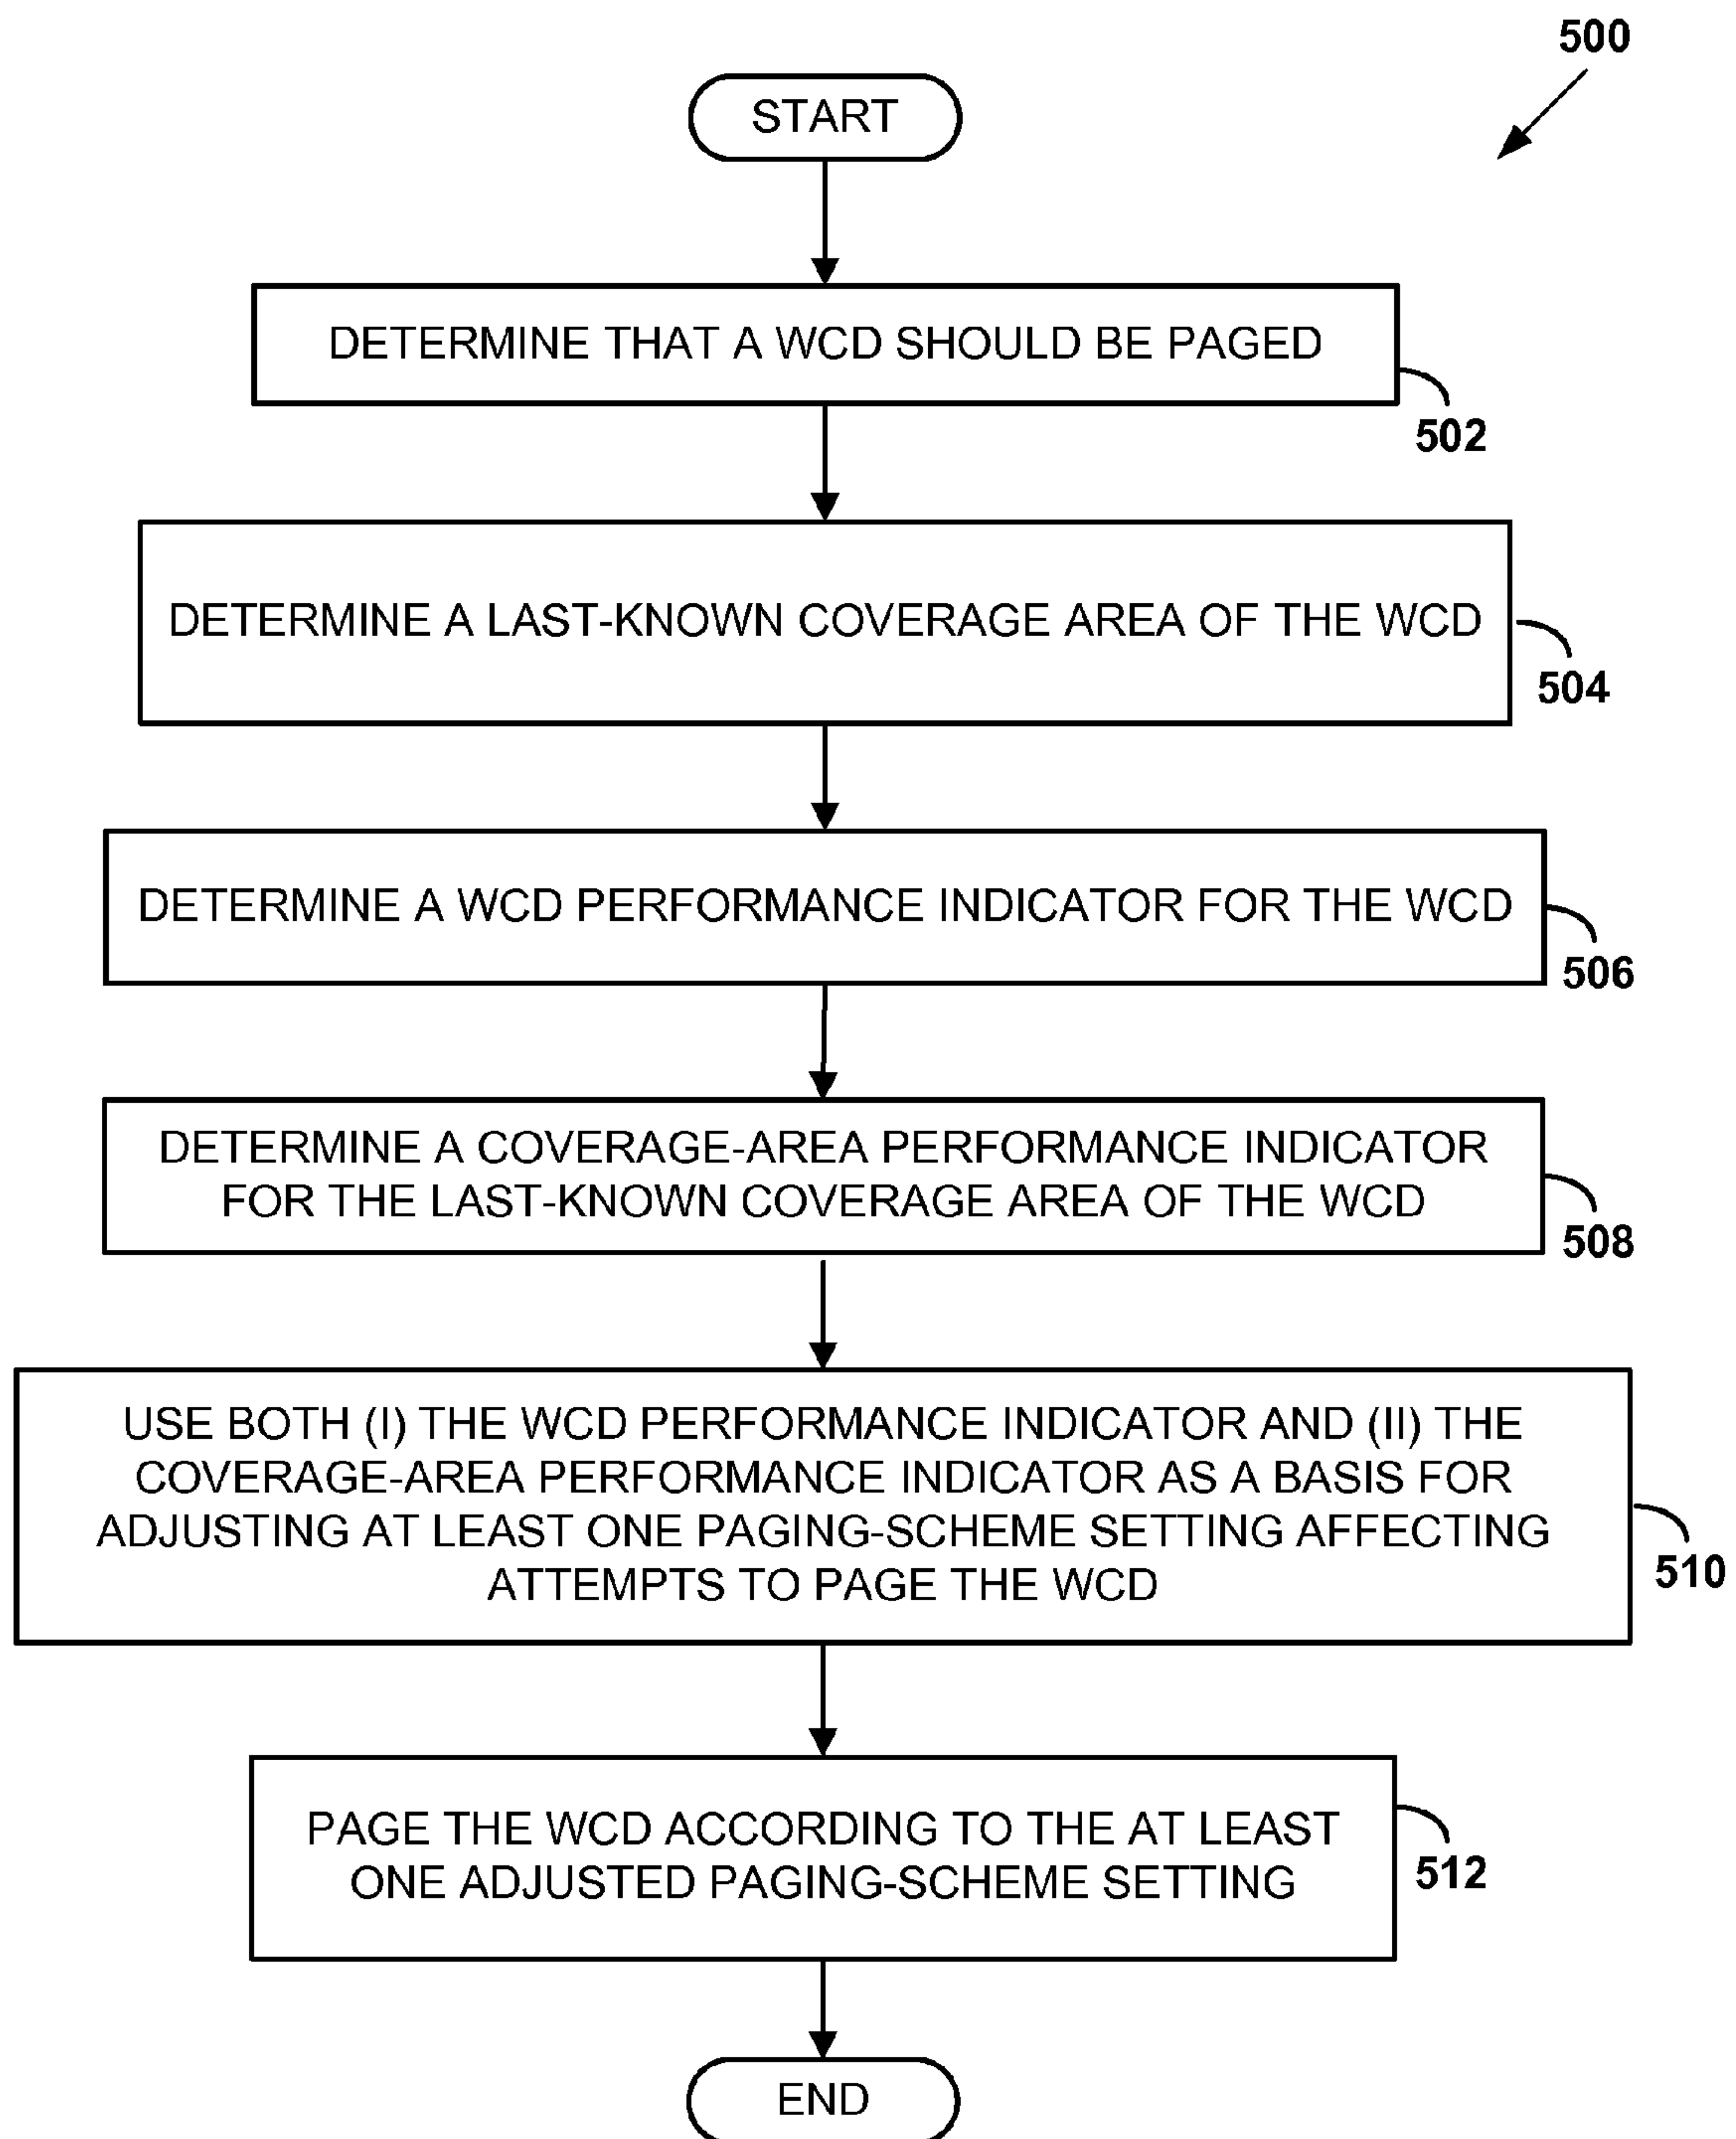 500
START
DETERMINE THAT A WCD SHOULD BE PAGED
502
DETERMINE A LAST-KNOWN COVERAGE AREA OF THE WCD
504
DETERMINE A WCD PERFORMANCE INDICATOR FOR THE WCD
506
DETERMINE A COVERAGE-AREA PERFORMANCE INDICATOR
FOR THE LAST-KNOWN COVERAGE AREA OF THE WCD
508
USE BOTH (I) THE WCD PERFORMANCE INDICATOR AND (II) THE
COVERAGE-AREA PERFORMANCE INDICATOR AS A BASIS FOR
ADJUSTING AT LEAST ONE PAGING-SCHEME SETTING AFFECTING
ATTEMPTS TO PAGE THE WCD
510
PAGE THE WCD ACCORDING TO THE AT LEAST
ONE ADJUSTED PAGING-SCHEME SETTING
512
END